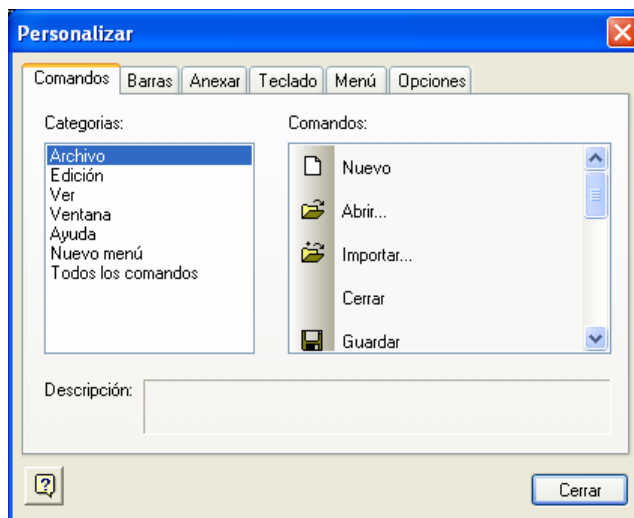 Personalizar
Comandos Barras Anexar Teclado Menú Opciones
Categorias: Comandos:
Archivo
Edición
Ver
Ventana
Ayuda
Nuevo menú
Todos los comandos
Nuevo
Abrir...
Importar...
Cerrar
Guardar
Descripción:
Cerrar